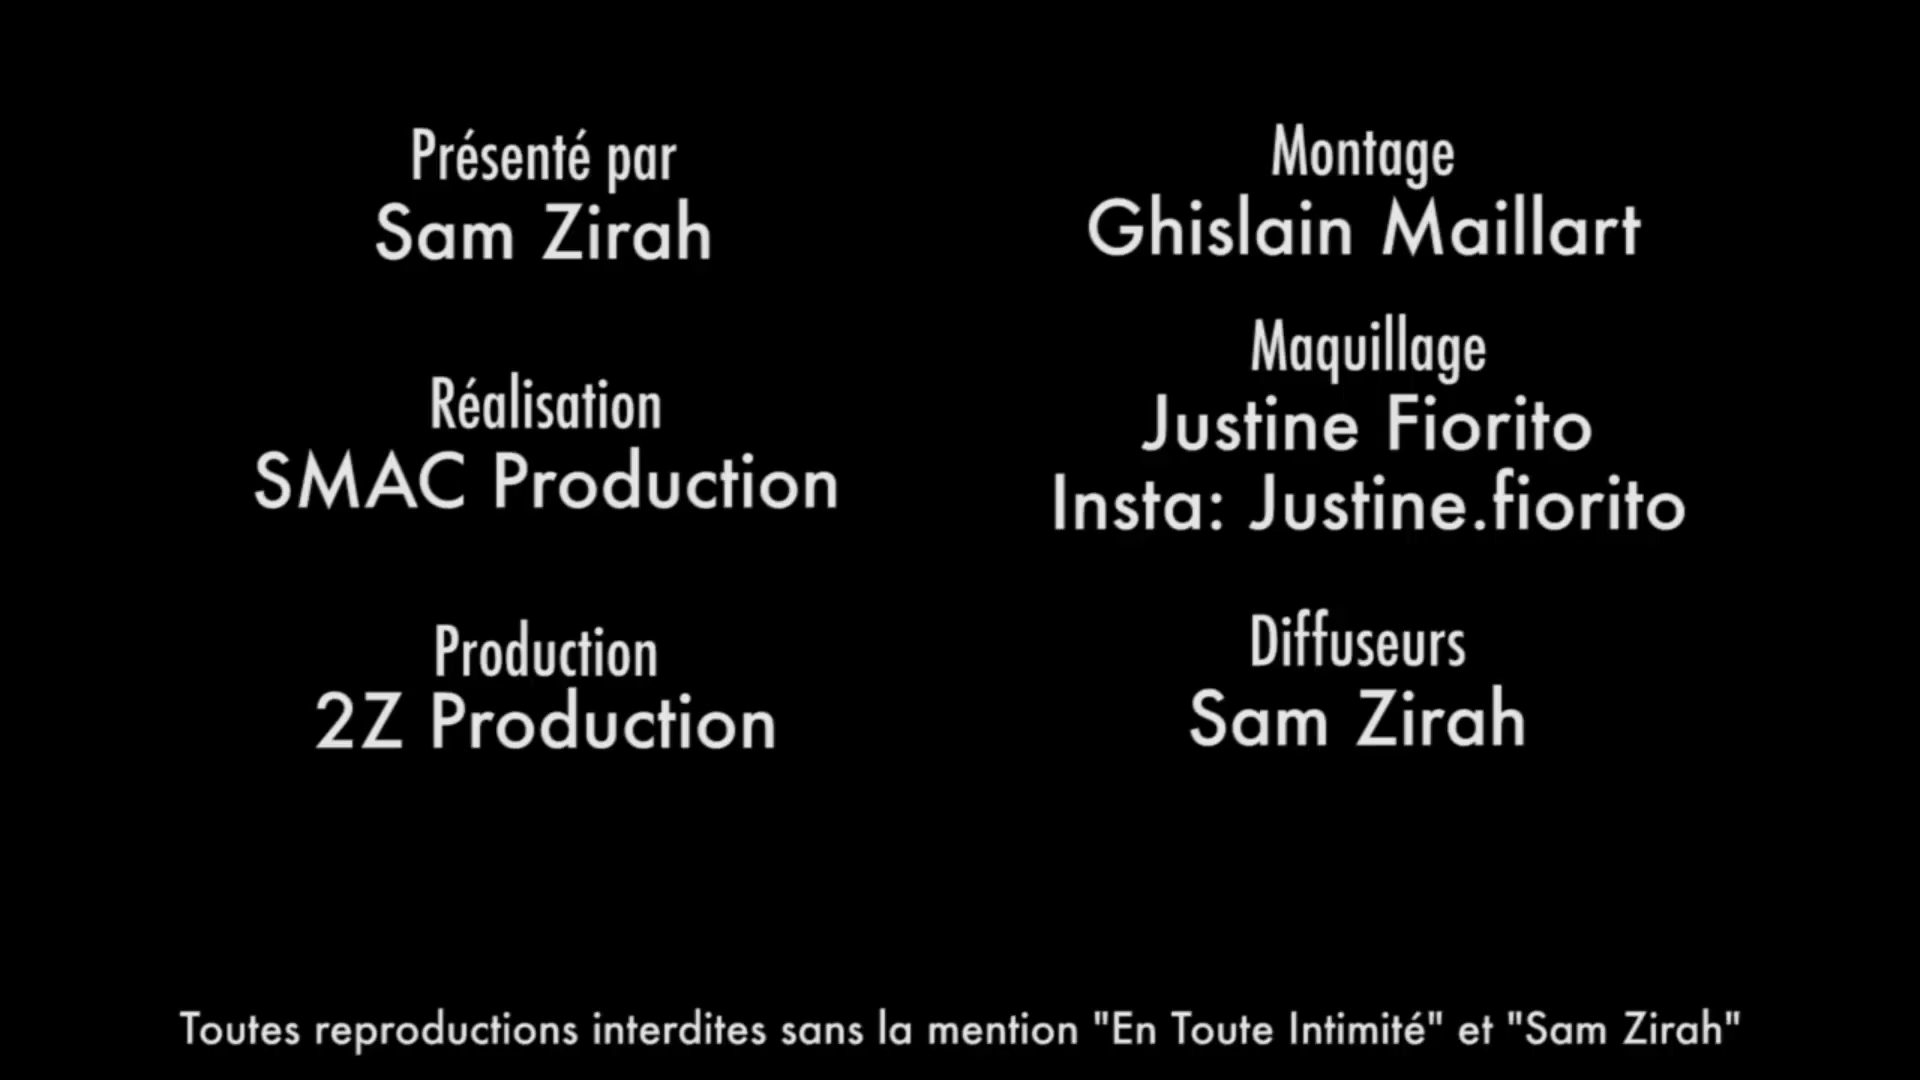 Présenté par
Sam Zirah
Réalisation
SMAC Production
Production
2Z Production
Montage
Ghislain Maillart
Maquillage
Justine Fiorito
Insta: Justine.fiorito
Diffuseurs
Sam Zirah
Toutes reproductions interdites sans la mention "En Toute Intimité" et "Sam Zirah"